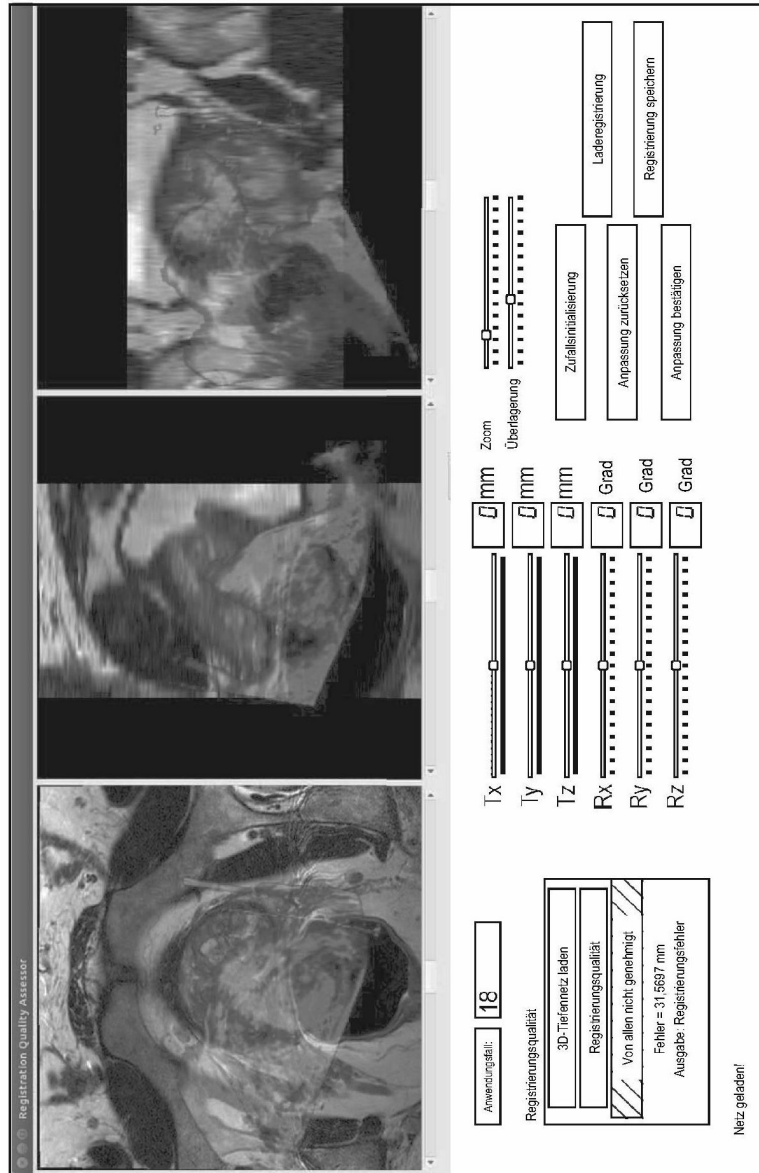 Registration Quality Assessor
Anwendungsfall:
18
Registrierungsqualität
3D-Tiefennetz laden
Registrierungsqualität
Von allen nicht genehmigt
Fehler = 31,5697 mm
Ausgabe: Registrierungsfehler
Netz geladen!
Tx 0 mm
Ty 0 mm
Tz 0 mm
Rx 0 Grad
Ry 0 Grad
Rz 0 Grad
Zoom
Überlagerung
Zufallsinitialisierung
Anpassung zurücksetzen
Anpassung bestätigen
Laderegistrierung
Registrierung speichern